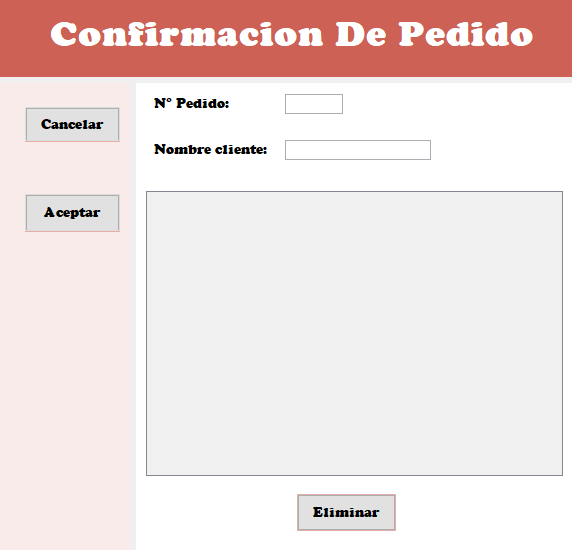 Confirmacion De Pedido
Cancelar
Aceptar
N° Pedido:
Nombre cliente:
Eliminar